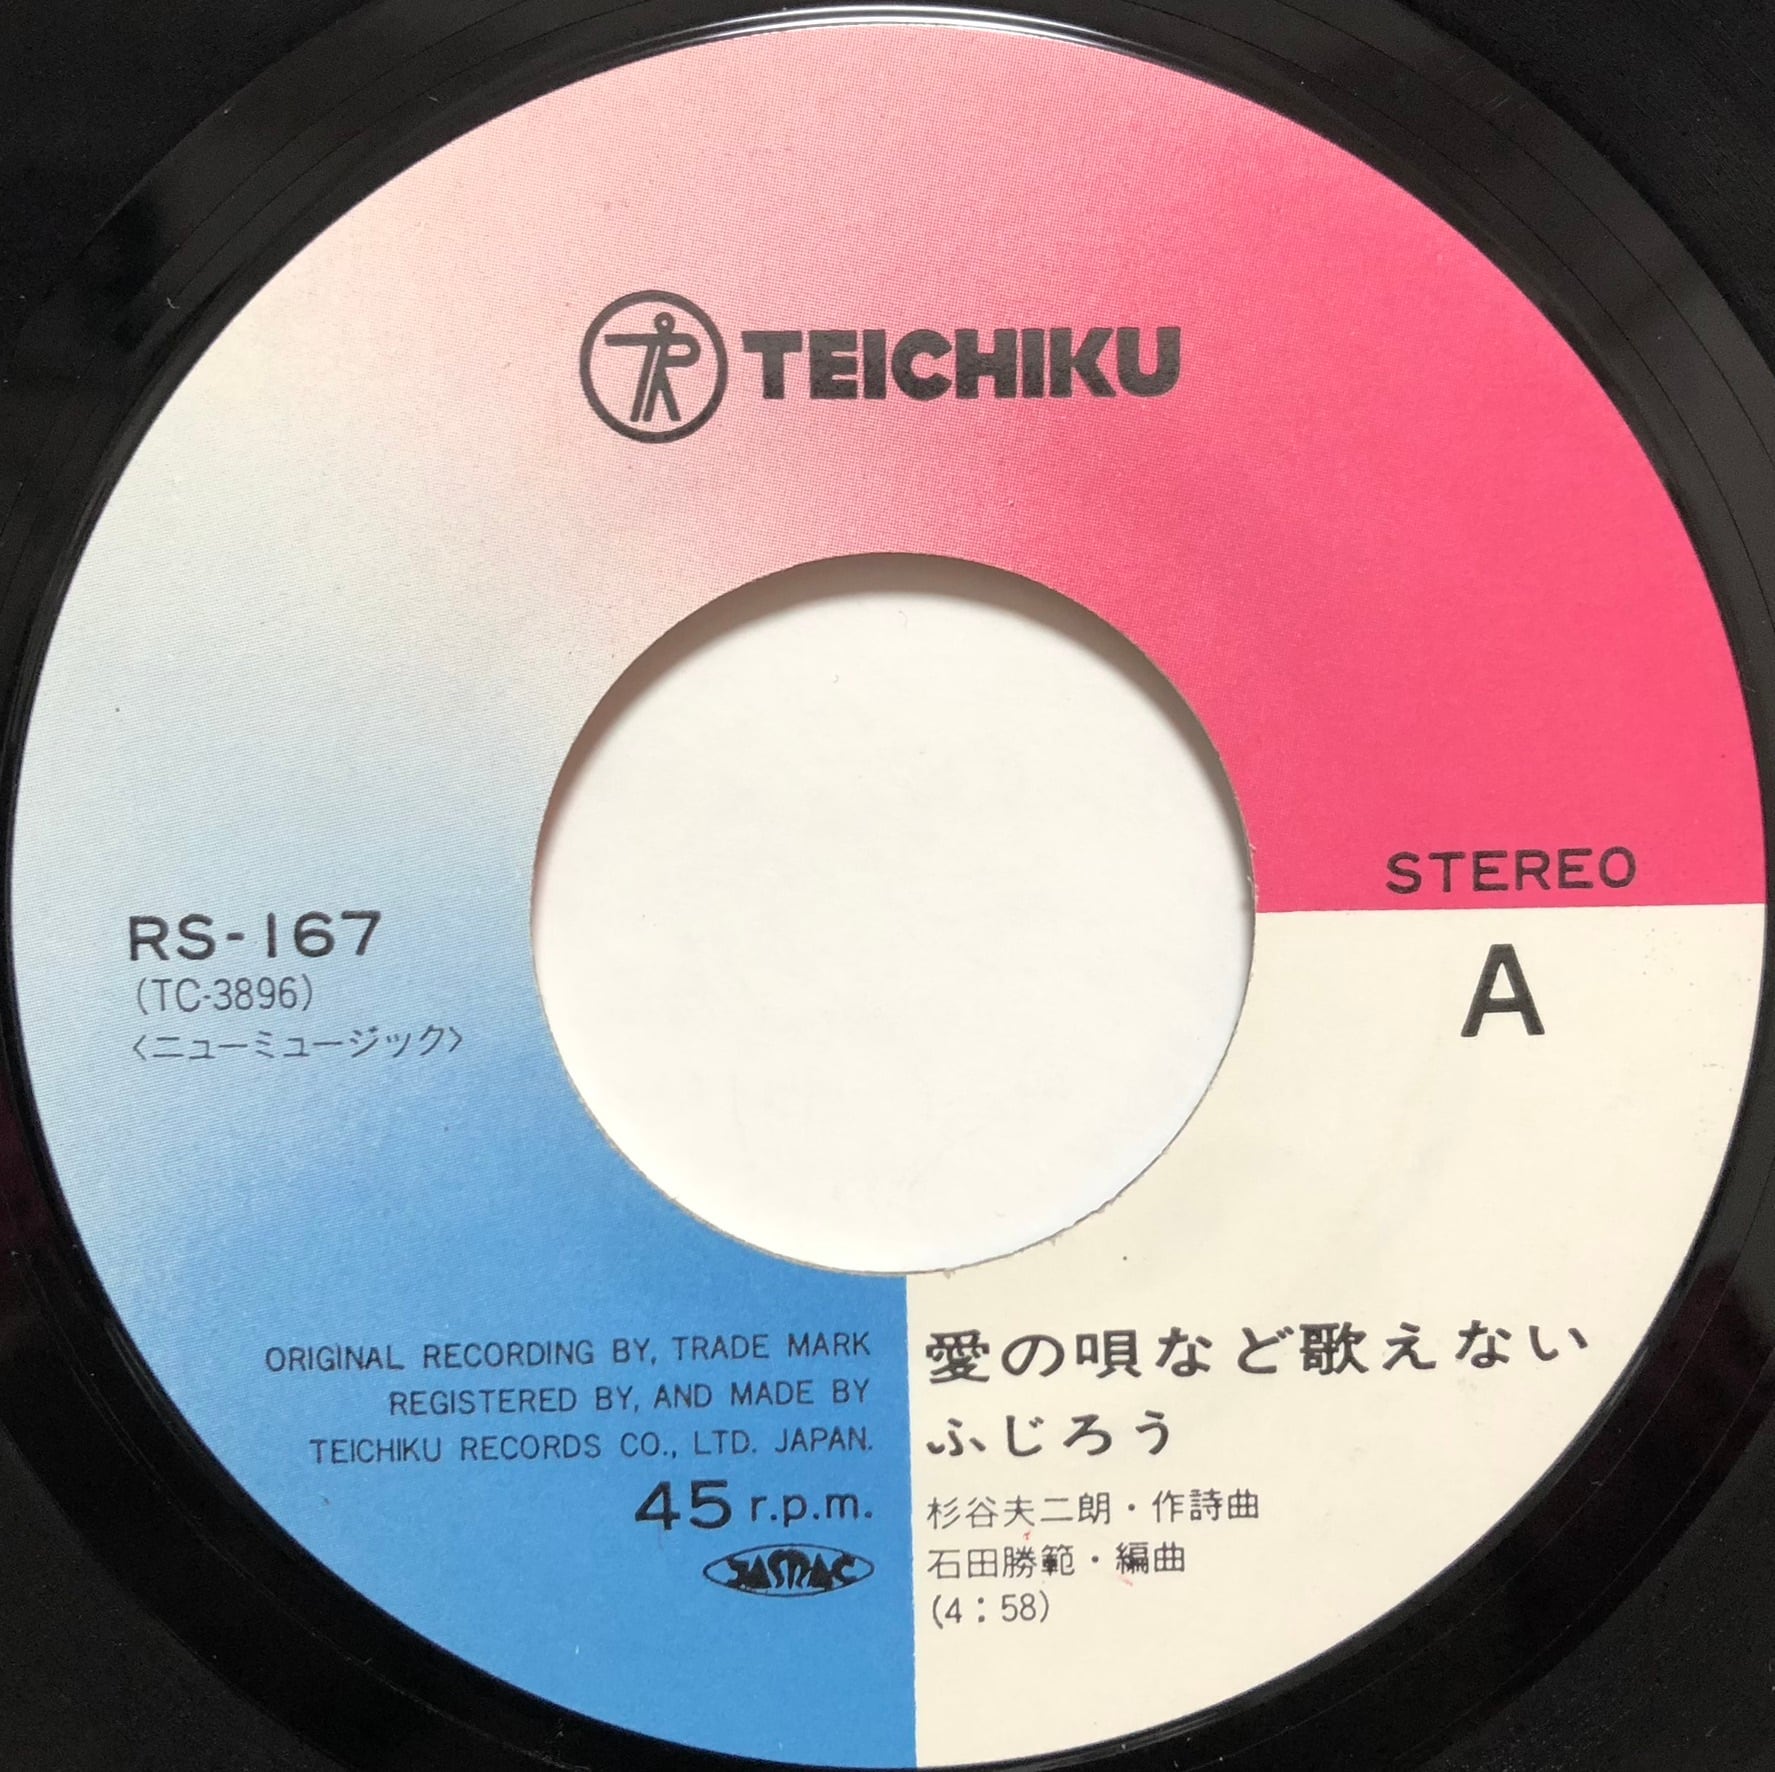 TEICHIKU
STEREO
A
RS-167
(TC-3896)
〈ニューミュージック〉
ORIGINAL RECORDING BY, TRADE MARK
REGISTERED BY, AND MADE BY
TEICHIKU RECORDS CO., LTD. JAPAN.
45 r.p.m.
JASRAC
愛の唄など歌えない
ふじろう
杉谷夫二朗・作詩曲
石田勝範・編曲
(4:58)